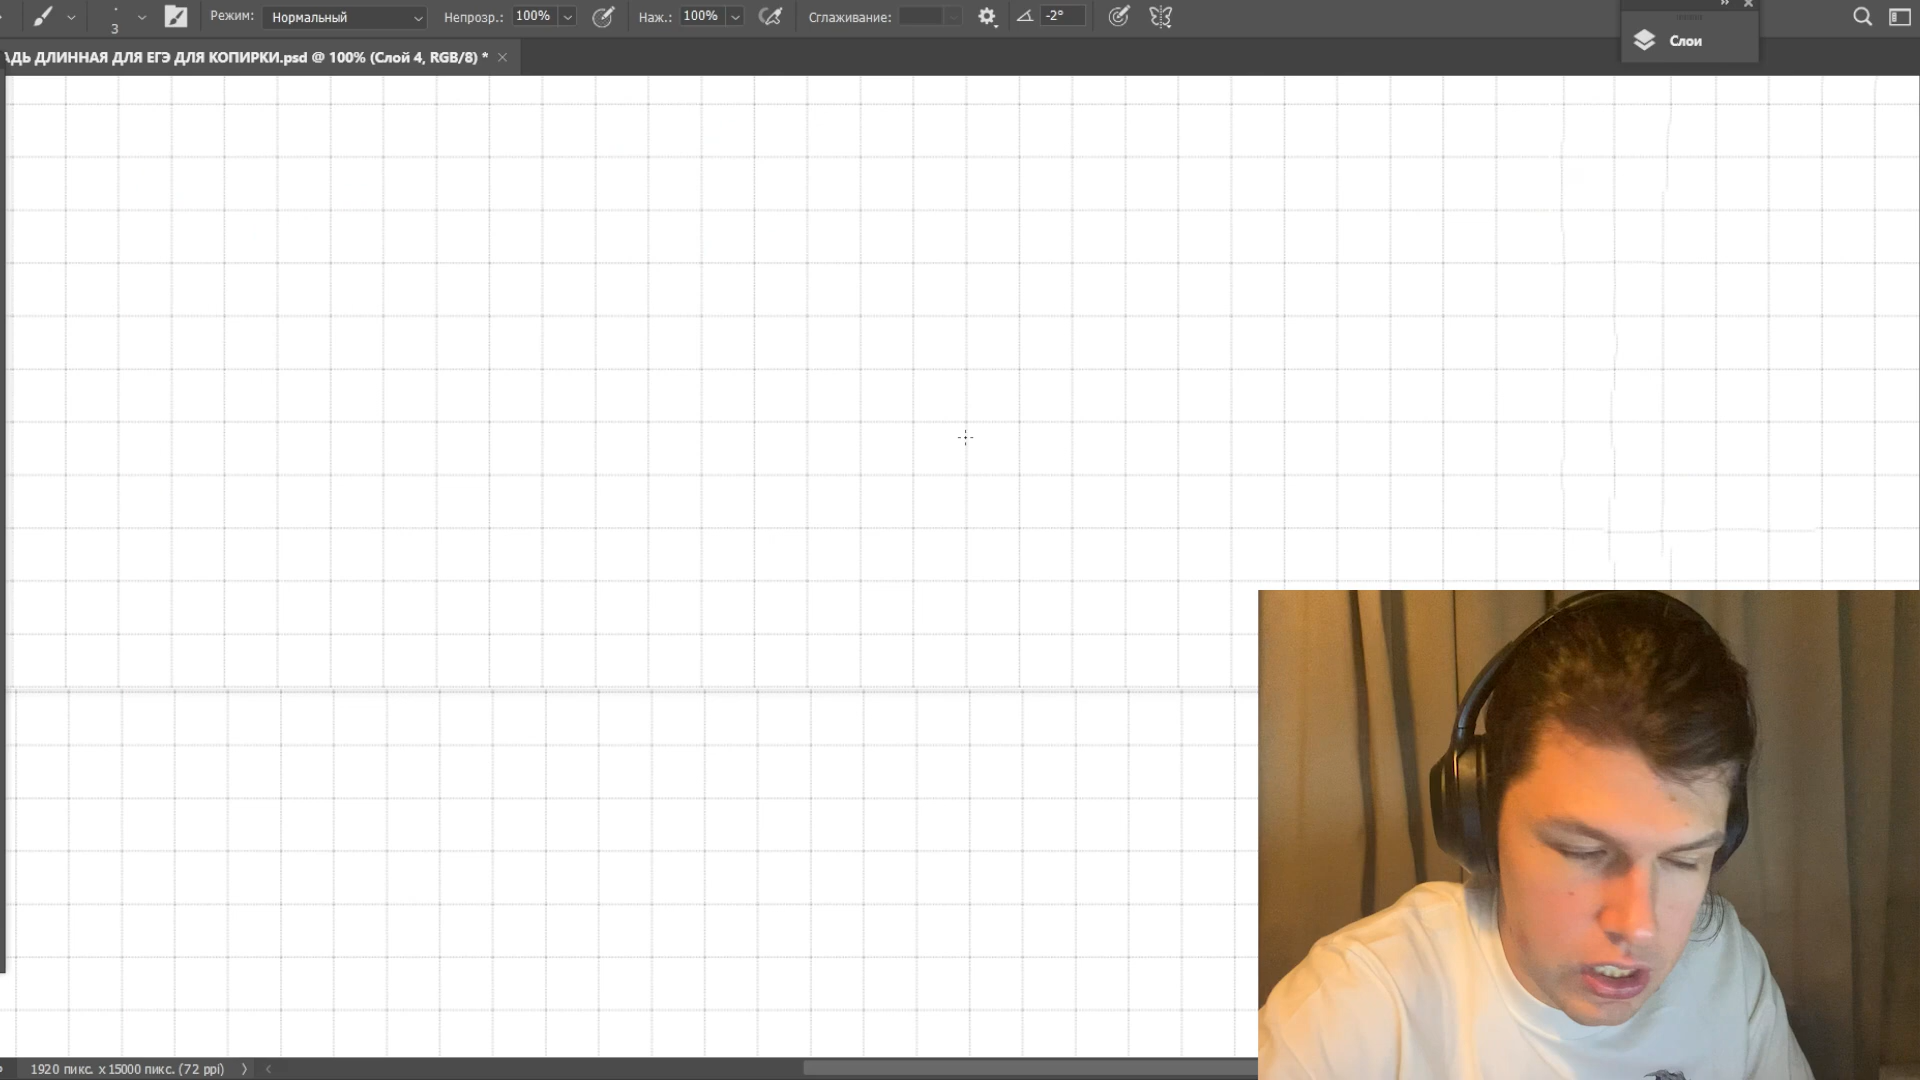 3
Режим:
Нормальный
Непрозр.:
100%
Наж.:
100%
Сглаживание:
-2°
Слои
ДЛИННАЯ ДЛЯ ЕГЭ ДЛЯ КОПИРКИ.psd @ 100% (Слой 4, RGB/8) *
1920 пикс. x 15000 пикс. (72 ppi)